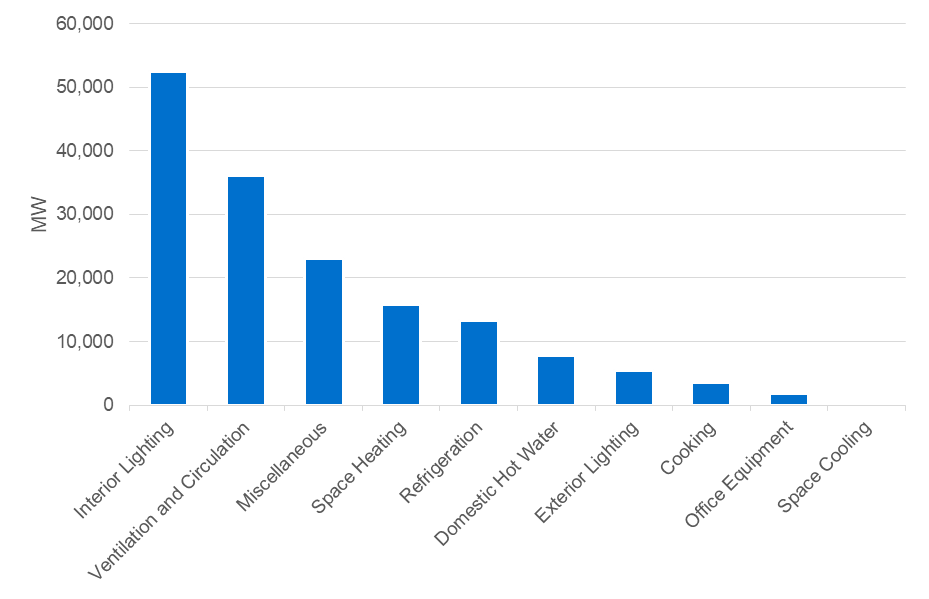 60,000
50,000
40,000
30,000
20,000
10,000
0
MW
Interior Lighting
Ventilation and Circulation
Miscellaneous
Space Heating
Refrigeration
Domestic Hot Water
Exterior Lighting
Cooking
Office Equipment
Space Cooling